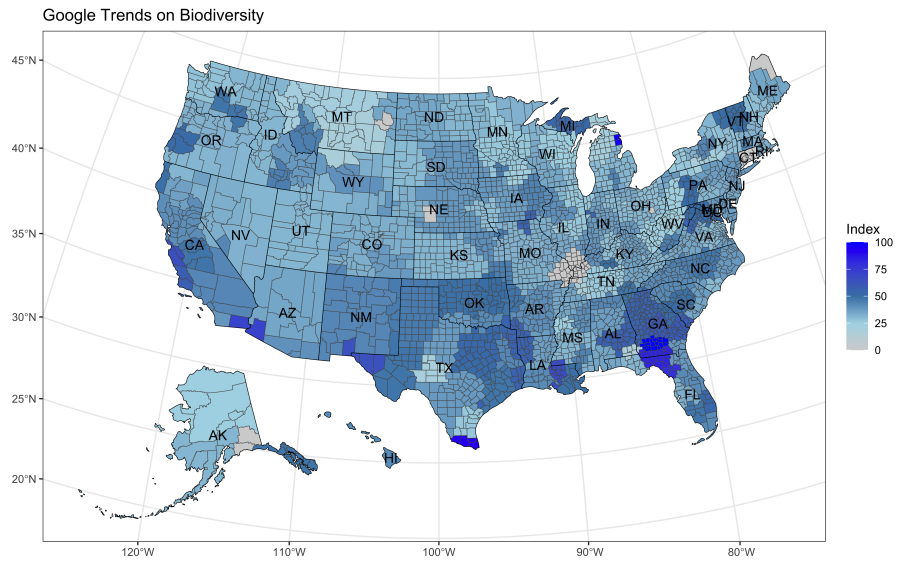 Google Trends on Biodiversity
45°N
40°N
35°N
30°N
25°N
20°N
120°W
110°W
100°W
90°W
80°W
WA
OR
ID
MT
ND
MN
WI
MI
ME
VT
NH
MA
RI
CT
NY
NJ
PA
DE
MD
DC
SD
WY
NE
IA
IL
IN
OH
WV
VA
KY
CA
NV
UT
CO
KS
MO
TN
NC
SC
AZ
NM
OK
AR
MS
AL
GA
TX
LA
FL
AK
HI
Index
100
75
50
25
0